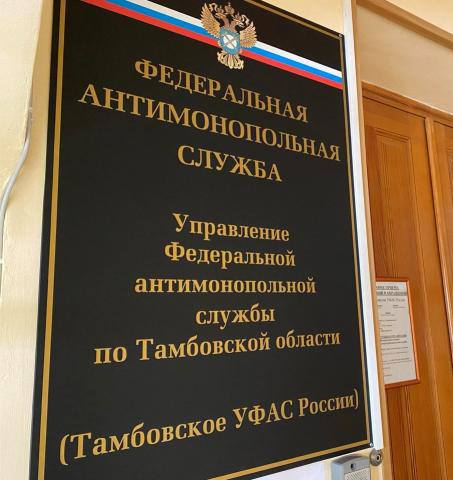 ФЕДЕРАЛЬНАЯ
АНТИМОНОПОЛЬНАЯ
СЛУЖБА
Управление
Федеральной
антимонопольной
службы
по Тамбовской области
(Тамбовское УФАС России)